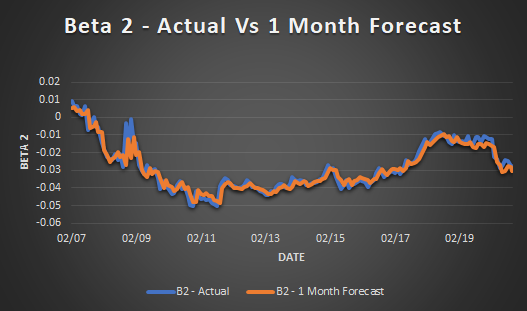 Beta 2 - Actual Vs 1 Month Forecast
0.02
0.01
0
-0.01
-0.02
-0.03
-0.04
-0.05
-0.06
BETA 2
02/07 02/09 02/11 02/13 02/15 02/17 02/19
DATE
B2 - Actual B2 - 1 Month Forecast